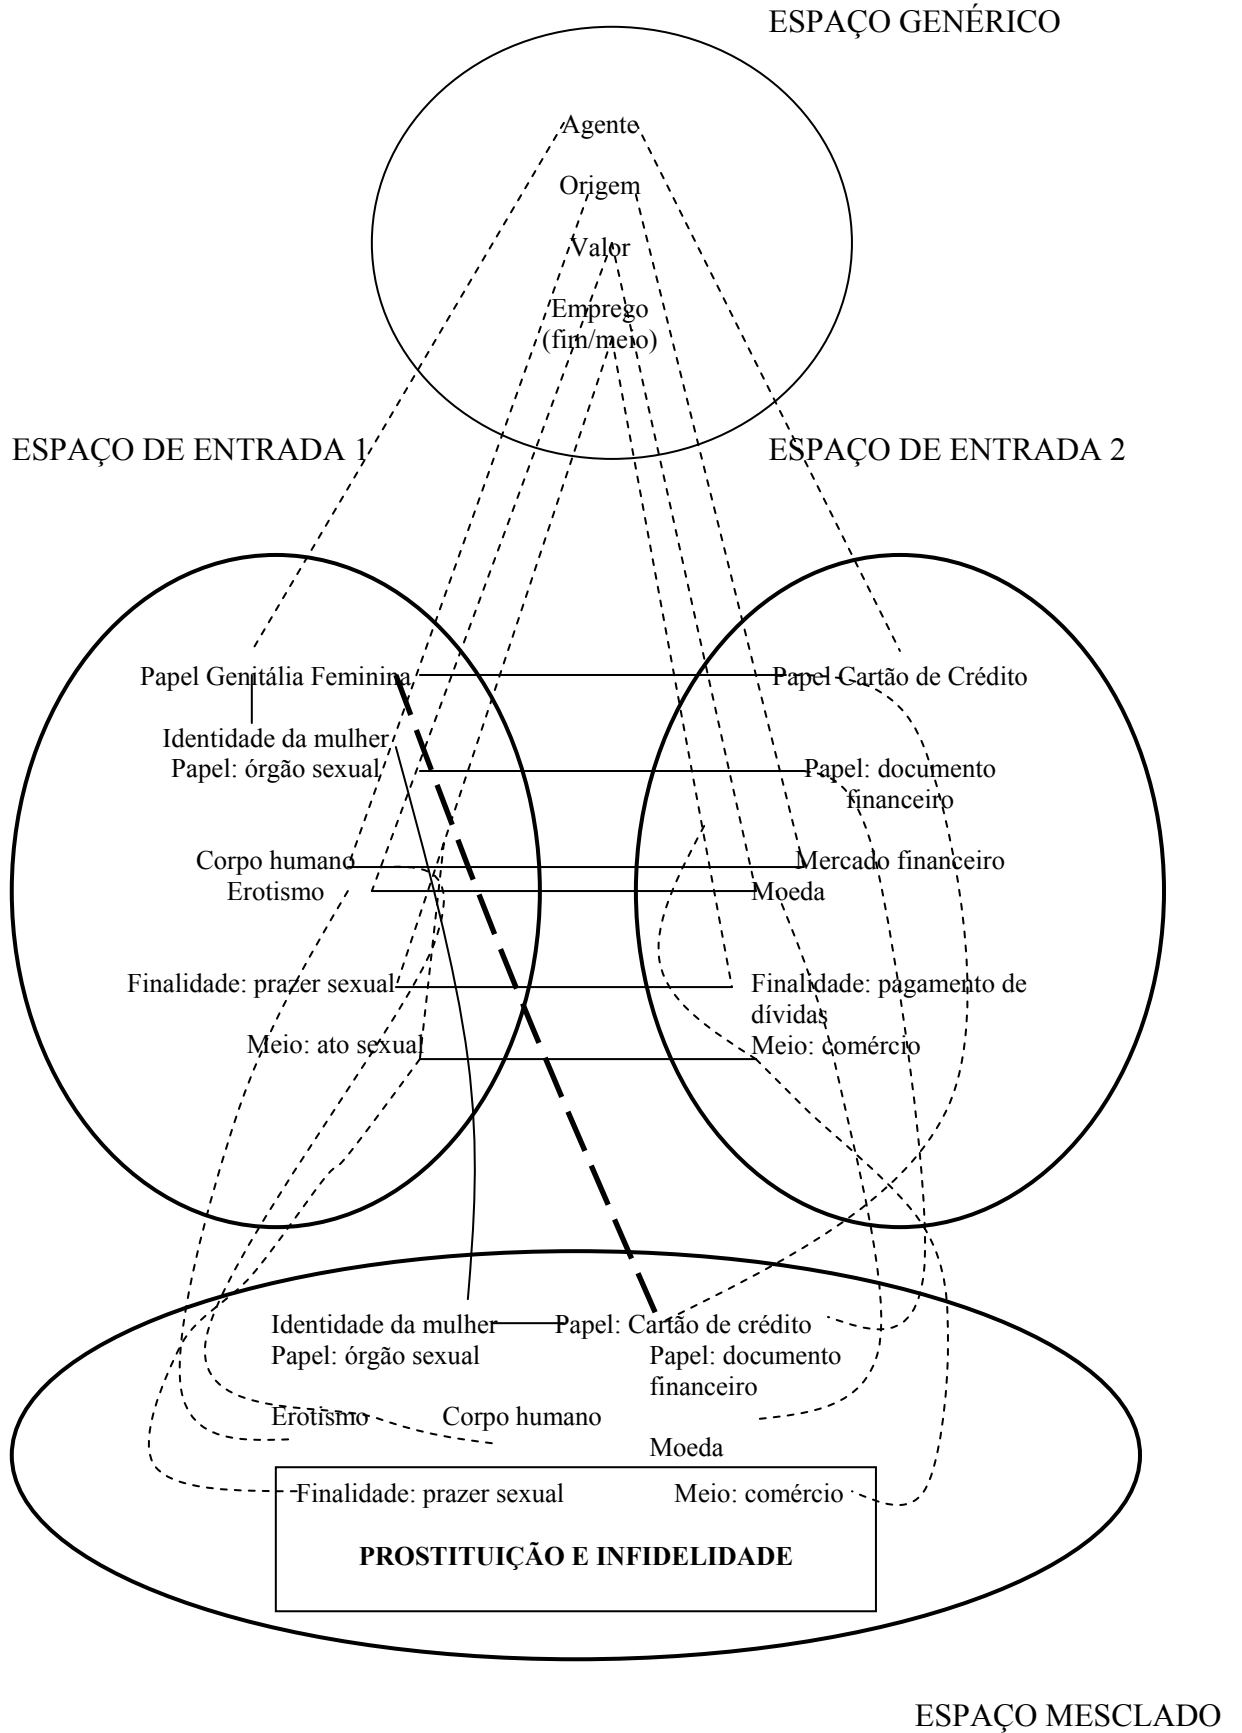 ESPAÇO GENÉRICO
Agente
Origem
Valor
Emprego
(fim/meio)
ESPAÇO DE ENTRADA 1
ESPAÇO DE ENTRADA 2
Papel Genitália Feminina
Identidade da mulher
Papel: órgão sexual
Corpo humano
Erotismo
Finalidade: prazer sexual
Meio: ato sexual
Papel Cartão de Crédito
Papel: documento
financeiro
Mercado financeiro
Moeda
Finalidade: pagamento de
dívidas
Meio: comércio
Identidade da mulher
Papel: Cartão de crédito
Papel: órgão sexual
Papel: documento
financeiro
Erotismo
Corpo humano
Moeda
Finalidade: prazer sexual
Meio: comércio
PROSTITUIÇÃO E INFIDELIDADE
ESPAÇO MESCLADO